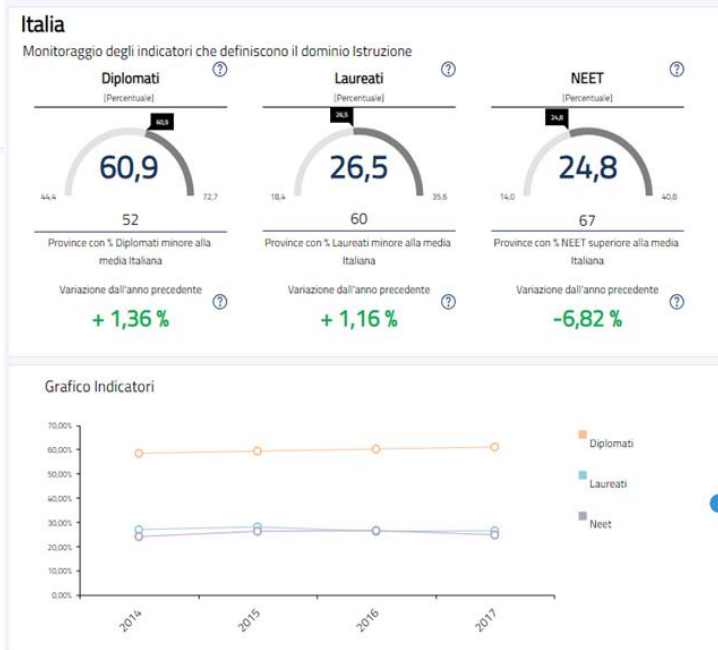 Italia
Monitoraggio degli indicatori che definiscono il dominio Istruzione
Diplomati
[Percentuale]
60,9
60,9
44,4
72,7
52
Province con % Diplomati minore alla
media Italiana
Variazione dall'anno precedente
+ 1,36 %
Laureati
[Percentuale]
26,5
26,5
18,4
35,6
60
Province con % Laureati minore alla media
Italiana
Variazione dall'anno precedente
+ 1,16 %
NEET
[Percentuale]
24,8
24,8
14,0
40,8
67
Province con % NEET superiore alla media
Italiana
Variazione dall'anno precedente
-6,82 %
Grafico Indicatori
70,00%
60,00%
50,00%
40,00%
30,00%
20,00%
10,00%
0,00%
2014
2015
2016
2017
Diplomati
Laureati
Neet